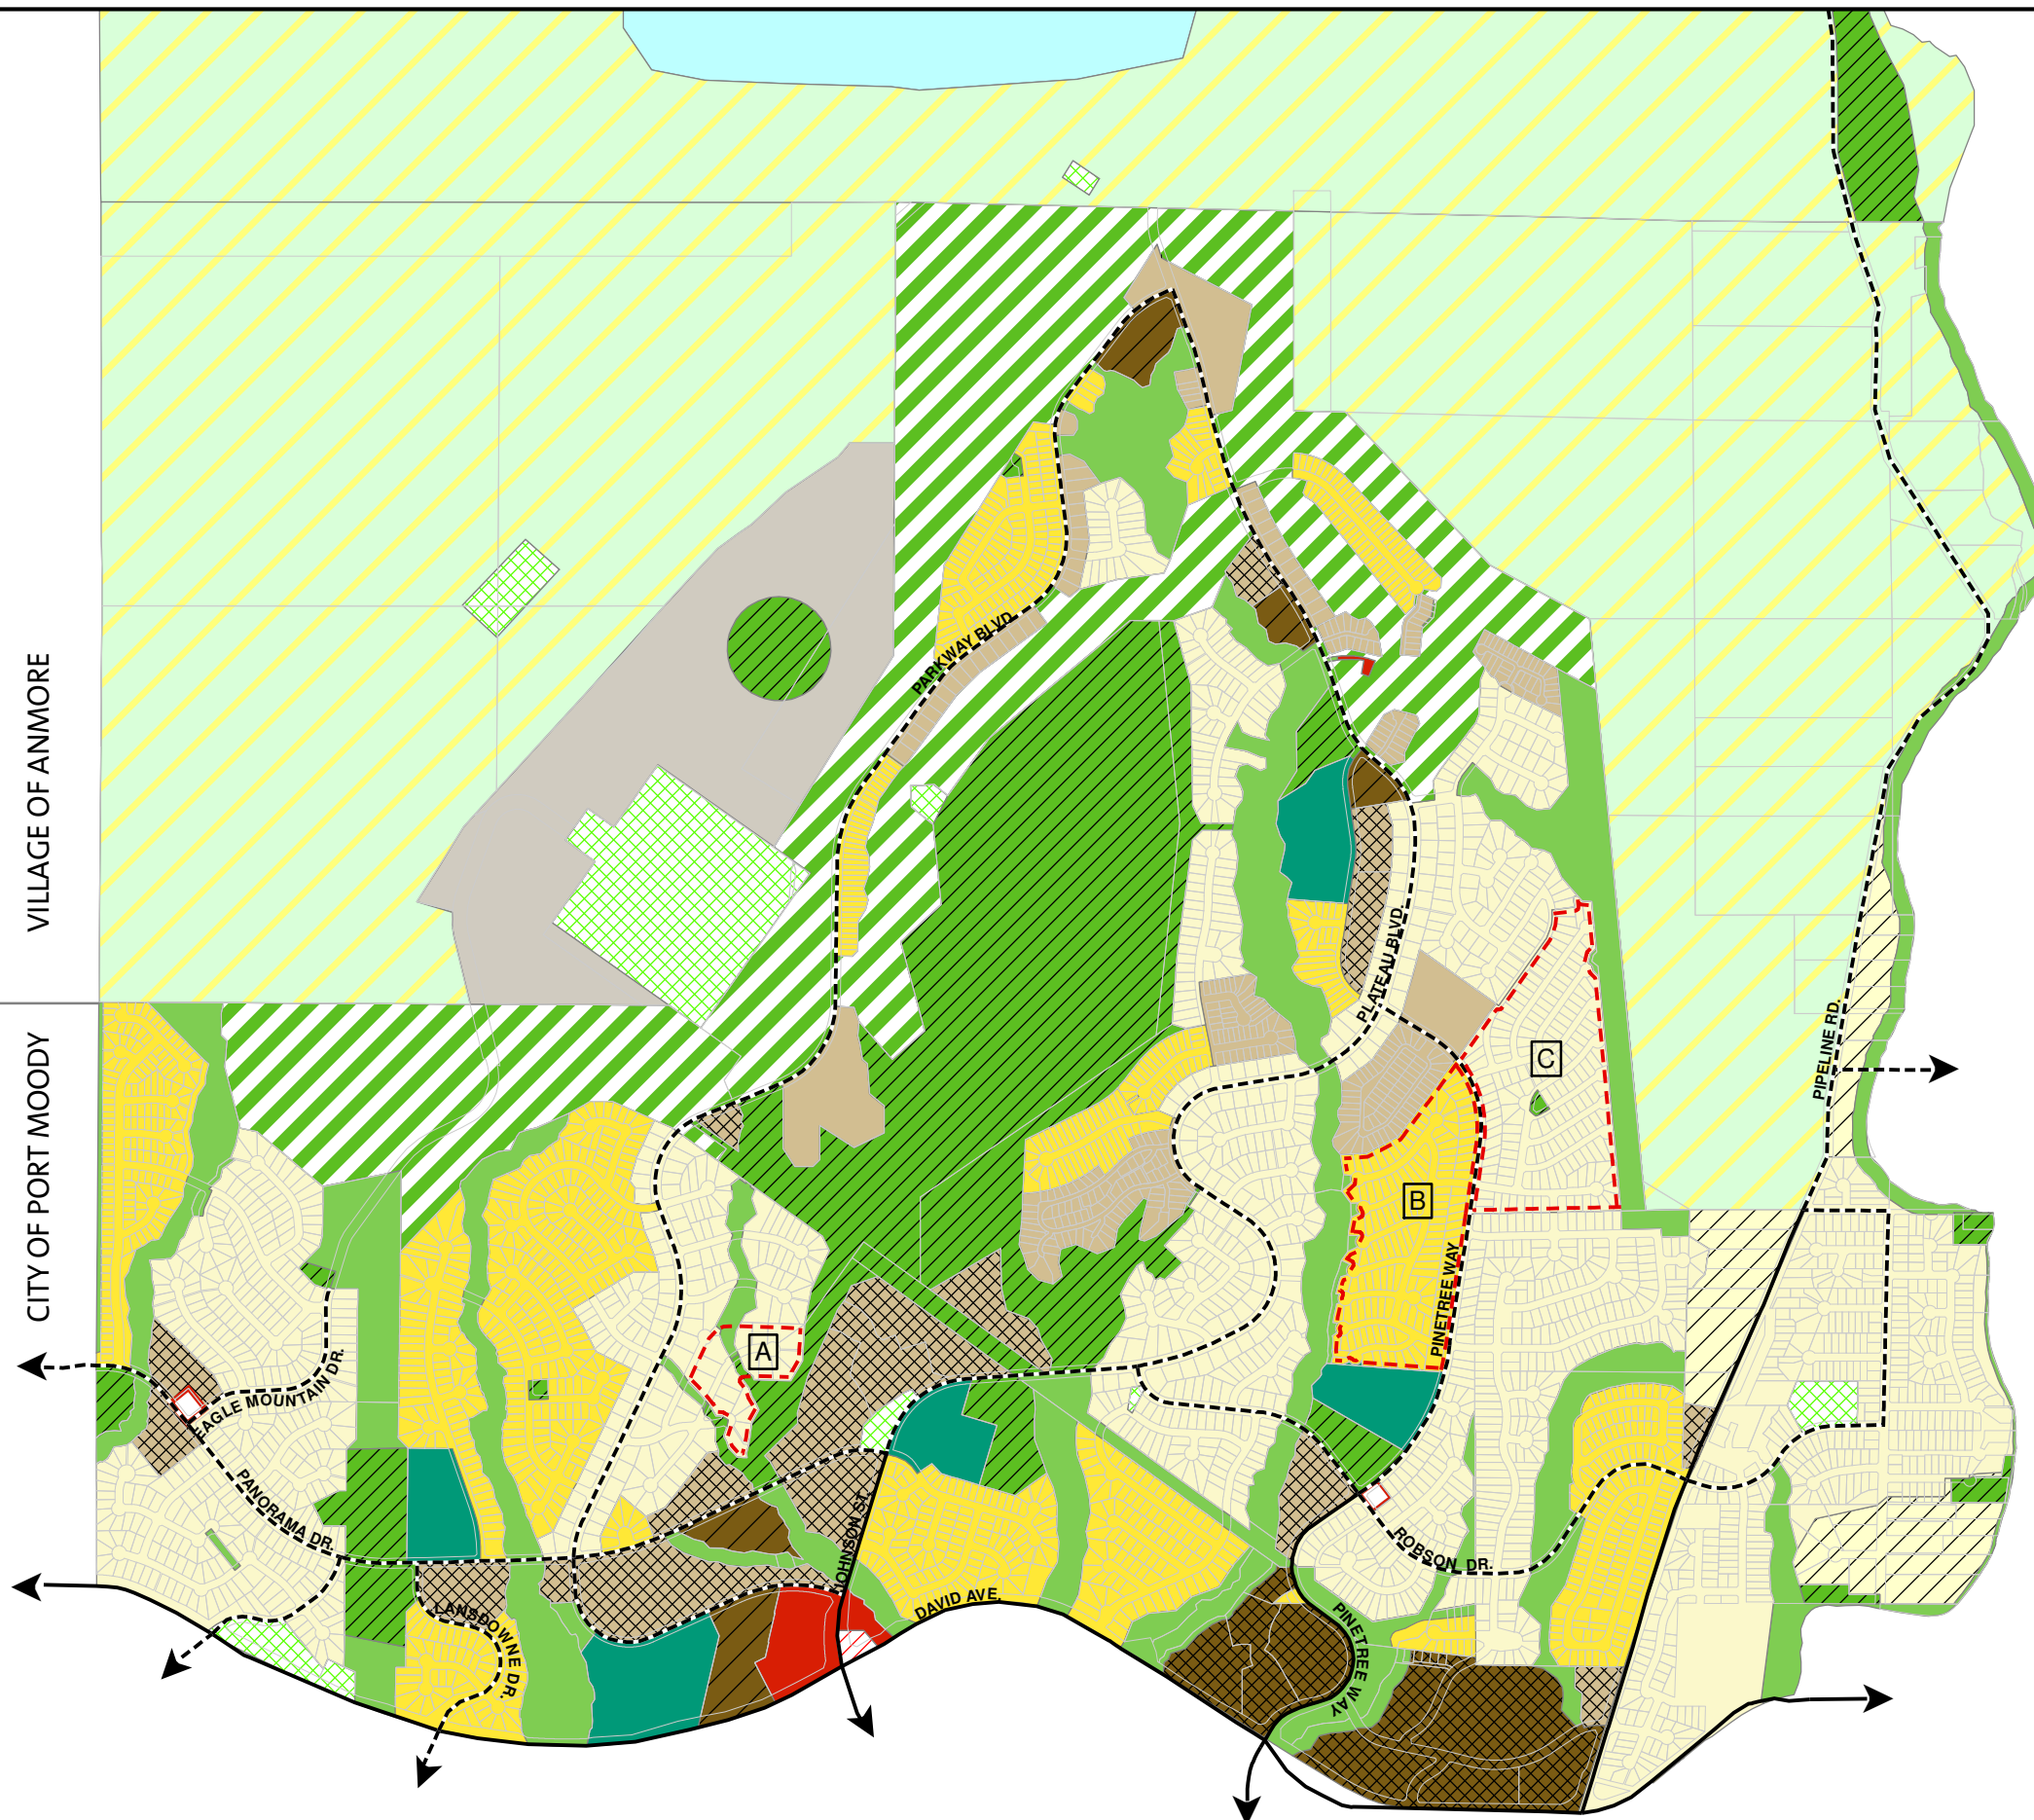 VILLAGE OF ANMORE
CITY OF PORT MOODY
PARKWAY BLVD.
PLATEAU BLVD.
PIPELINE RD.
C
B
A
PINETREE WAY
EAGLE MOUNTAIN DR.
PANORAMA DR.
JOHNSON ST.
LANSDOWNE DR.
DAVID AVE.
ROBSON DR.
PINETREE WAY